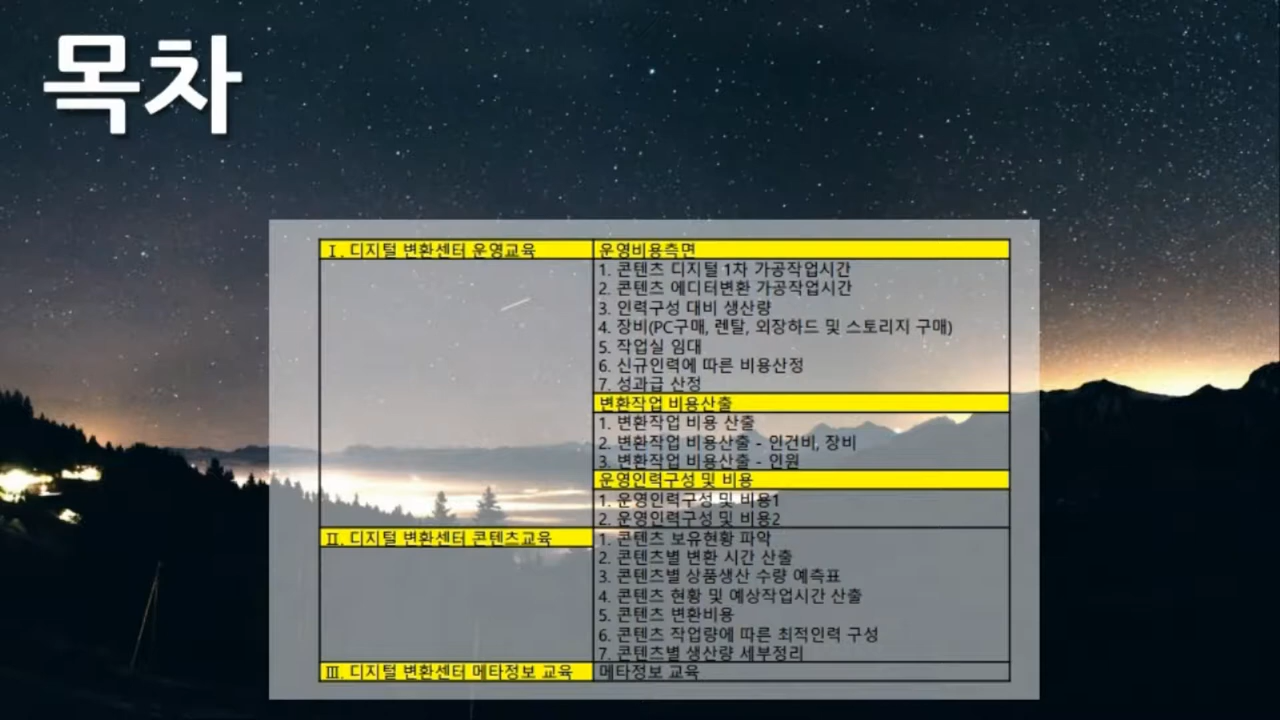 목차
Ⅰ. 디지털 변환센터 운영교육
운영비용측면
1. 콘텐츠 디지털 1차 가공작업시간
2. 콘텐츠 에디터변환 가공작업시간
3. 인력구성 대비 생산량
4. 장비(PC구매, 렌탈, 외장하드 및 스토리지 구매)
5. 작업실 임대
6. 신규인력에 따른 비용산정
7. 성과급 산정
변환작업 비용산출
1. 변환작업 비용 산출
2. 변환작업 비용산출 - 인건비, 장비
3. 변환작업 비용산출 - 인원
운영인력구성 및 비용
1. 운영인력구성 및 비용1
2. 운영인력구성 및 비용2
Ⅱ. 디지털 변환센터 콘텐츠교육
1. 콘텐츠 보유현황 파악
2. 콘텐츠별 변환 시간 산출
3. 콘텐츠별 상품생산 수량 예측표
4. 콘텐츠 현황 및 예상작업시간 산출
5. 콘텐츠 변환비용
6. 콘텐츠 작업량에 따른 최적인력 구성
7. 콘텐츠별 생산량 세부정리
Ⅲ. 디지털 변환센터 메타정보 교육
메타정보 교육